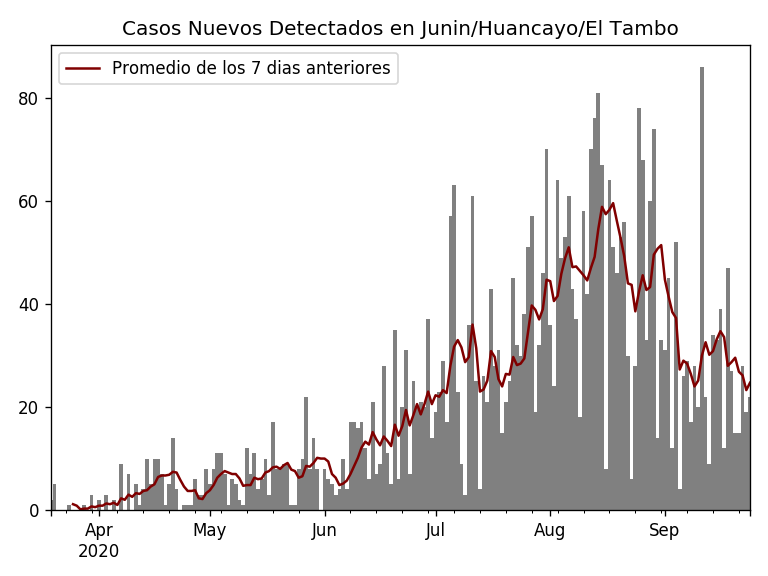 Casos Nuevos Detectados en Junin/Huancayo/El Tambo
Promedio de los 7 dias anteriores
80
60
40
20
0
Apr May Jun Jul Aug Sep
2020